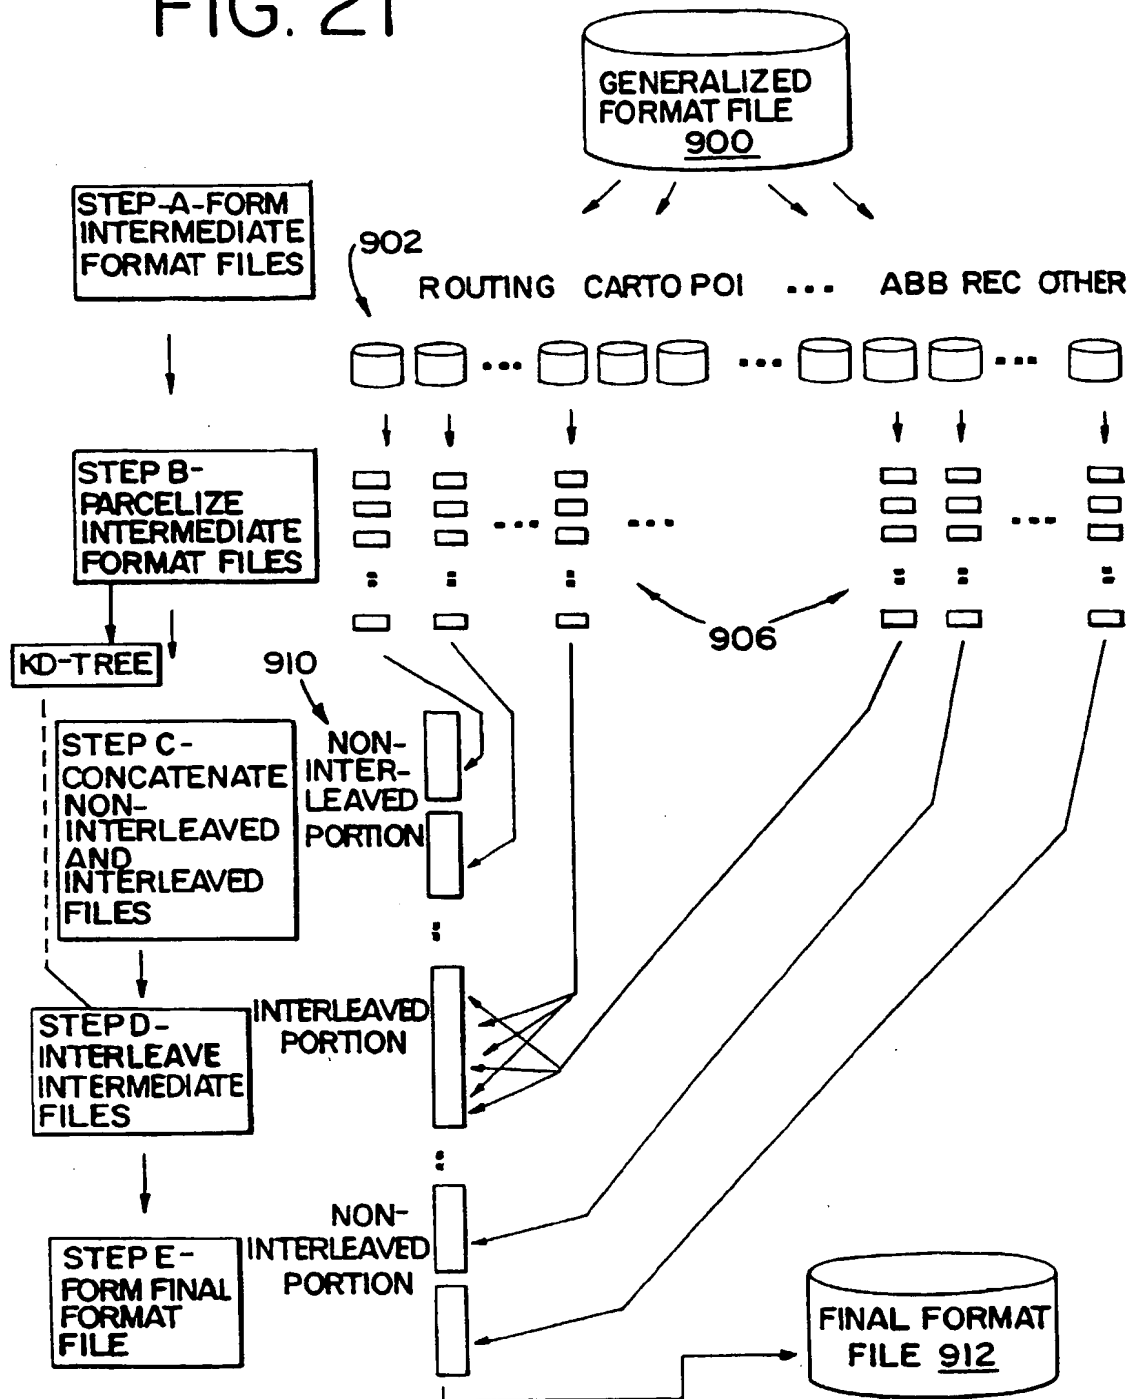 FIG. 21
GENERALIZED
FORMAT FILE
900
STEP-A-FORM
INTERMEDIATE
FORMAT FILES
902
ROUTING CARTO POI ... ABB REC OTHER
STEP B-
PARCELIZE
INTERMEDIATE
FORMAT FILES
906
KD-TREE
910
STEP C-
CONCATENATE
NON-
INTERLEAVED
AND
INTERLEAVED
FILES
NON-
INTER-
LEAVED
PORTION
STEP D-
INTERLEAVE
INTERMEDIATE
FILES
INTERLEAVED
PORTION
STEP E-
FORM FINAL
FORMAT
FILE
NON-
INTERLEAVED
PORTION
FINAL FORMAT
FILE 912